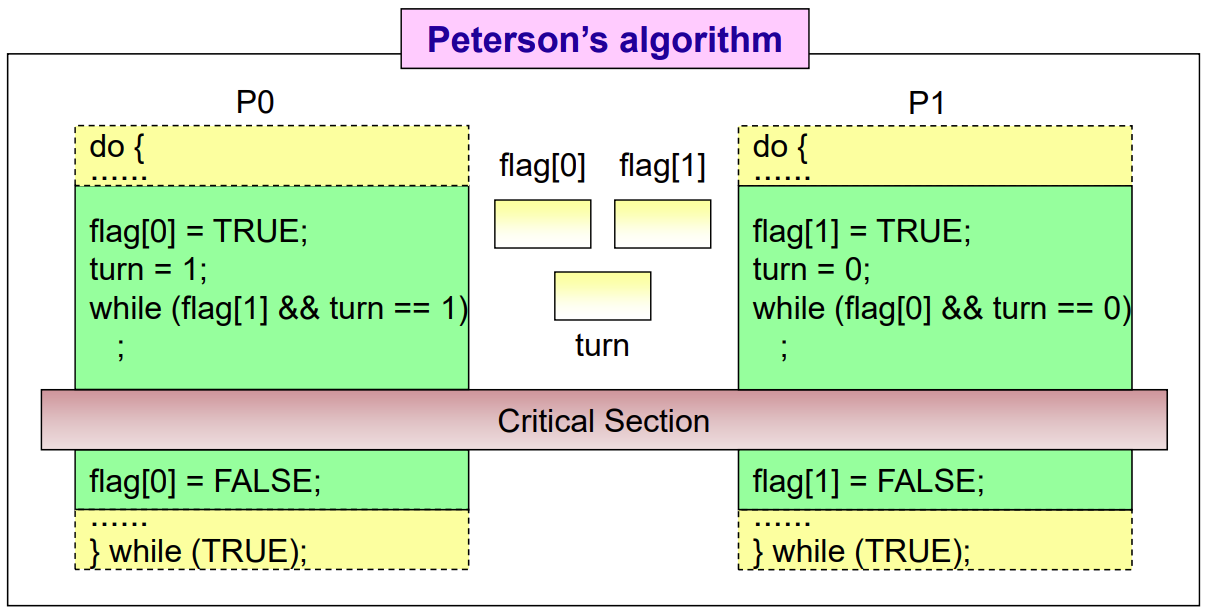 Peterson’s algorithm
P0
do {
......
flag[0] = TRUE;
turn = 1;
while (flag[1] && turn == 1)
;
flag[0] flag[1]
turn
P1
do {
......
flag[1] = TRUE;
turn = 0;
while (flag[0] && turn == 0)
;
Critical Section
flag[0] = FALSE;
......
} while (TRUE);
flag[1] = FALSE;
......
} while (TRUE);